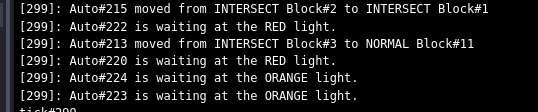 [299]: Auto#215 moved from INTERSECT Block#2 to INTERSECT Block#1
[299]: Auto#222 is waiting at the RED light.
[299]: Auto#213 moved from INTERSECT Block#3 to NORMAL Block#11
[299]: Auto#220 is waiting at the RED light.
[299]: Auto#224 is waiting at the ORANGE light.
[299]: Auto#223 is waiting at the ORANGE light.